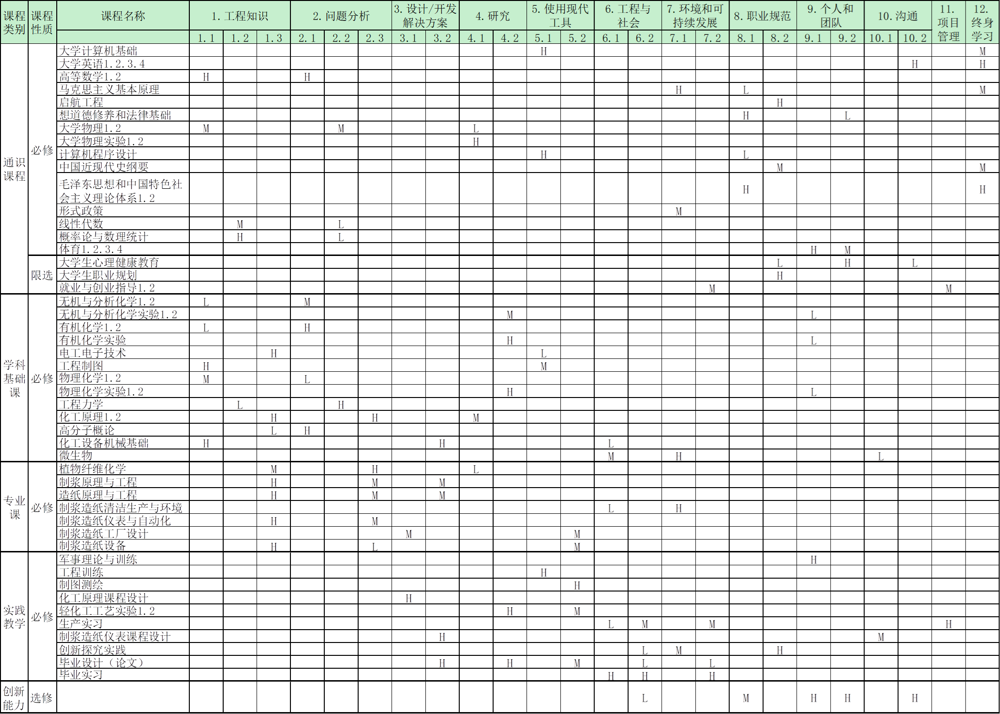 课程类别 课程性质 课程名称 1.工程知识 2.问题分析 3.设计/开发解决方案 4.研究 5.使用现代工具 6.工程与社会 7.环境和可持续发展 8.职业规范 9.个人和团队 10.沟通 11.项目管理 12.终身学习
1.1 1.2 1.3 2.1 2.2 2.3 3.1 3.2 4.1 4.2 5.1 5.2 6.1 6.2 7.1 7.2 8.1 8.2 9.1 9.2 10.1 10.2
通识课程
必修
大学计算机基础 H M
大学英语1.2.3.4 H H
高等数学1.2 H H
马克思主义基本原理 H L M
启航工程 H
想道德修养和法律基础 H L
大学物理1.2 M M L
大学物理实验1.2 H
计算机程序设计 H L
中国近现代史纲要 M M
毛泽东思想和中国特色社
会主义理论体系1.2 H H
形式政策 M
线性代数 M L
概率论与数理统计 H L
体育1.2.3.4 H M
限选
大学生心理健康教育 L H L
大学生职业规划 H
就业与创业指导1.2 M M
学科基础课
必修
无机与分析化学1.2 L M
无机与分析化学实验1.2 M L
有机化学1.2 L H
有机化学实验 H L
电工电子技术 H L
工程制图 H M
物理化学1.2 M L
物理化学实验1.2 H L
工程力学 L H
化工原理1.2 H H M
高分子概论 L H
化工设备机械基础 H H L
微生物 M H L
专业课
必修
植物纤维化学 M H L
制浆原理与工程 H M M
造纸原理与工程 H M M
制浆造纸清洁生产与环境 L H
制浆造纸仪表与自动化 H M
制浆造纸工厂设计 M M
制浆造纸设备 H L M
实践教学
必修
军事理论与训练 H
工程训练 H
制图测绘 H
化工原理课程设计 H
轻化工工艺实验1.2 H M
生产实习 L M M H
制浆造纸仪表课程设计 H M
创新探究实践 L M H
毕业设计（论文） H H M L L
毕业实习 H H H
创新能力
选修 L M H H H